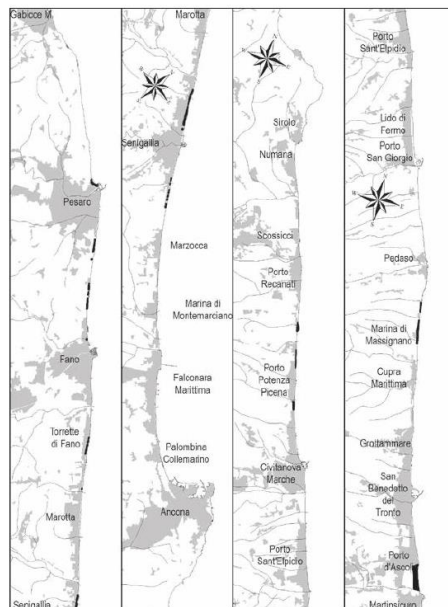 Gabicce M.
Pesaro
Fano
Torrette
di Fano
Marotta
Senigallia
Marotta
Senigallia
Marzocca
Marina di
Montemarciano
Falconara
Marittima
Palombina
Collemarino
Ancona
Sirolo
Numana
Scossicci
Porto
Recanati
Porto
Potenza
Picena
Civitanova
Marche
Porto
Sant'Elpidio
Porto
Sant'Elpidio
Lido di
Fermo
Porto
San Giorgio
Pedaso
Marina di
Massignano
Cupra
Marittima
Grottammare
San
Benedetto
del
Tronto
Porto
d'Ascoli
Martinsicuro